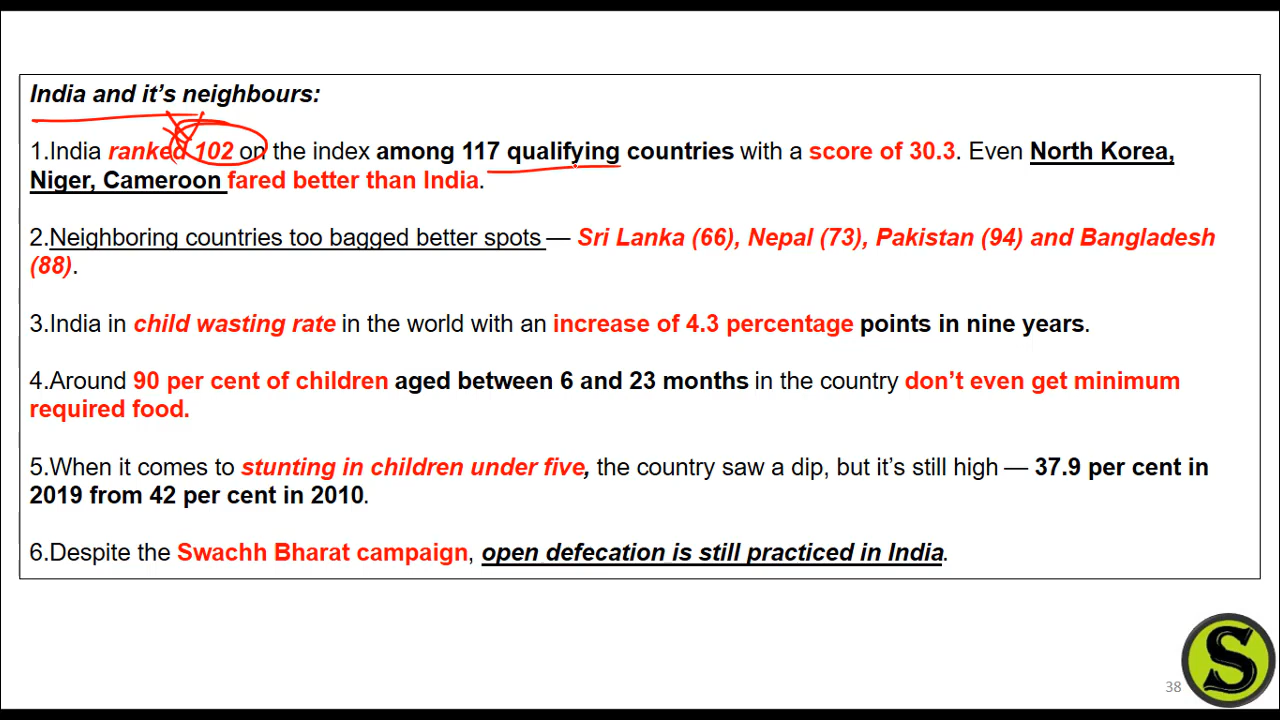 India and it’s neighbours:
1.India ranked 102 on the index among 117 qualifying countries with a score of 30.3. Even North Korea,
Niger, Cameroon fared better than India.
2.Neighboring countries too bagged better spots — Sri Lanka (66), Nepal (73), Pakistan (94) and Bangladesh
(88).
3.India in child wasting rate in the world with an increase of 4.3 percentage points in nine years.
4.Around 90 per cent of children aged between 6 and 23 months in the country don’t even get minimum
required food.
5.When it comes to stunting in children under five, the country saw a dip, but it’s still high — 37.9 per cent in
2019 from 42 per cent in 2010.
6.Despite the Swachh Bharat campaign, open defecation is still practiced in India.
38
S